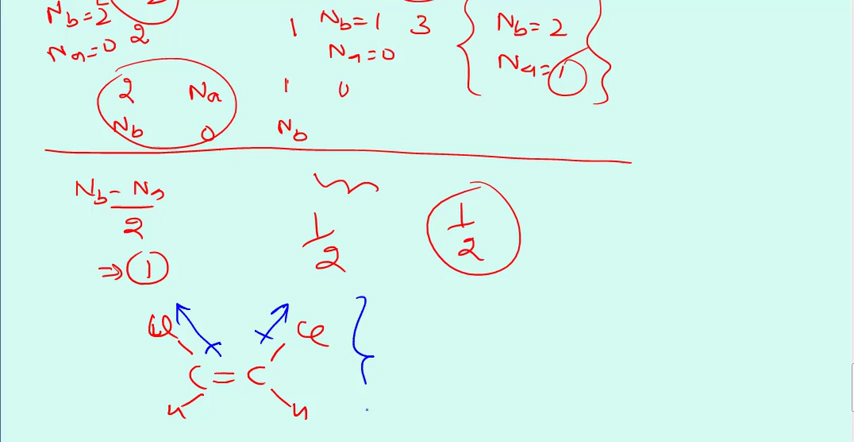 Nb=2 2 1 Nb=1 3 Nb=2
Na=0 Na=0 Na=1
2 Na 1 0
Nb 0 Nb
Nb-Na
2
⇒ 1
1
2
1
2
Cl Cl
C=C
H H